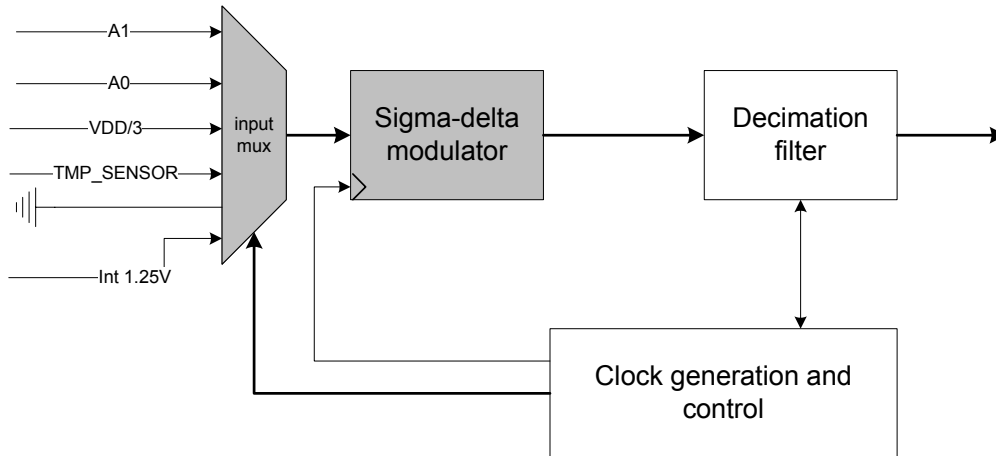 A1
A0
VDD/3
TMP_SENSOR
Int 1.25V
input
mux
Sigma-delta
modulator
Decimation
filter
Clock generation and
control